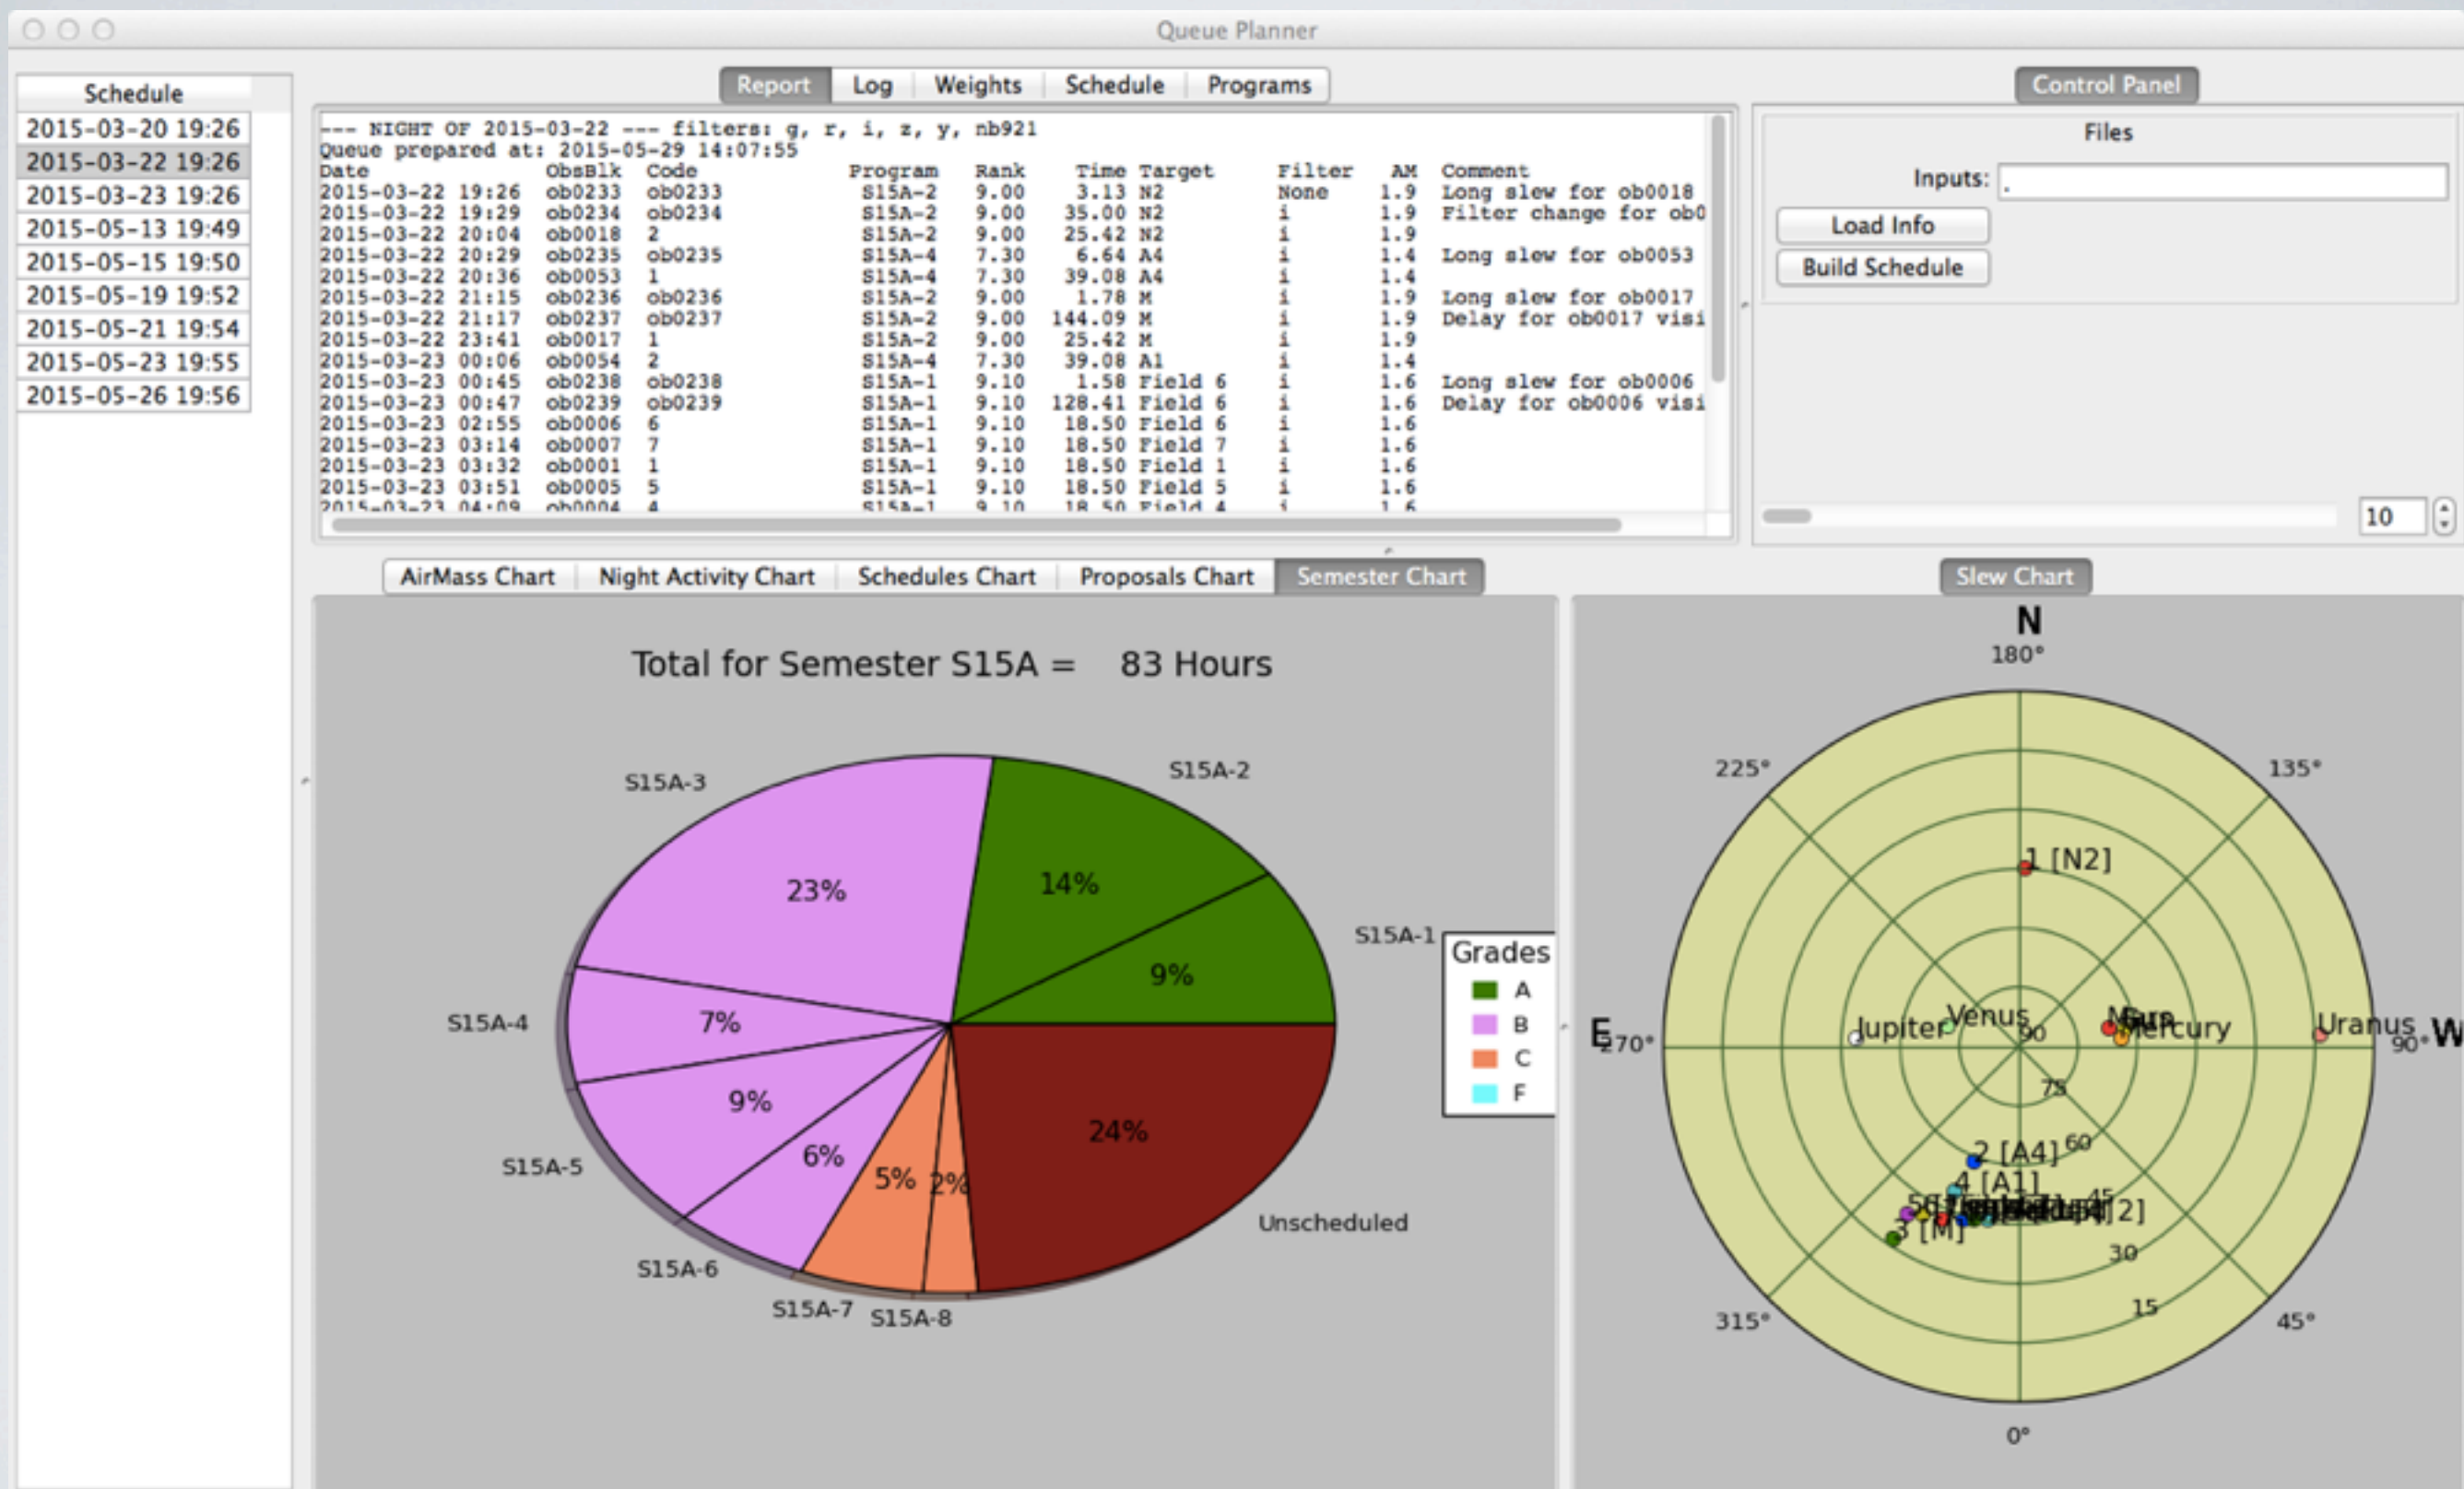 Queue Planner
Schedule
2015-03-20 19:26
2015-03-22 19:26
2015-03-23 19:26
2015-05-13 19:49
2015-05-15 19:50
2015-05-19 19:52
2015-05-21 19:54
2015-05-23 19:55
2015-05-26 19:56
Report Log Weights Schedule Programs
--- NIGHT OF 2015-03-22 --- filters: g, r, i, z, y, nb921
Queue prepared at: 2015-05-29 14:07:55
Date ObsBlk Code Program Rank Time Target Filter AM Comment
2015-03-22 19:26 ob0233 ob0233 S15A-2 9.00 3.13 N2 None 1.9 Long slew for ob0018
2015-03-22 19:29 ob0234 ob0234 S15A-2 9.00 35.00 N2 i 1.9 Filter change for ob0
2015-03-22 20:04 ob0018 2 S15A-2 9.00 25.42 N2 i 1.9
2015-03-22 20:29 ob0235 ob0235 S15A-4 7.30 6.64 A4 i 1.4 Long slew for ob0053
2015-03-22 20:36 ob0053 1 S15A-4 7.30 39.08 A4 i 1.4
2015-03-22 21:15 ob0236 ob0236 S15A-2 9.00 1.78 M i 1.9 Long slew for ob0017
2015-03-22 21:17 ob0237 ob0237 S15A-2 9.00 144.09 M i 1.9 Delay for ob0017 visi
2015-03-22 23:41 ob0017 1 S15A-2 9.00 25.42 M i 1.9
2015-03-23 00:06 ob0054 2 S15A-4 7.30 39.08 A1 i 1.4
2015-03-23 00:45 ob0238 ob0238 S15A-1 9.10 1.58 Field 6 i 1.6 Long slew for ob0006
2015-03-23 00:47 ob0239 ob0239 S15A-1 9.10 128.41 Field 6 i 1.6 Delay for ob0006 visi
2015-03-23 02:55 ob0006 6 S15A-1 9.10 18.50 Field 6 i 1.6
2015-03-23 03:14 ob0007 7 S15A-1 9.10 18.50 Field 7 i 1.6
2015-03-23 03:32 ob0001 1 S15A-1 9.10 18.50 Field 1 i 1.6
2015-03-23 03:51 ob0005 5 S15A-1 9.10 18.50 Field 5 i 1.6
2015-03-23 04:09 ob0004 4 S15A-1 9.10 18.50 Field 4 i 1.6
Control Panel
Files
Inputs: .
Load Info
Build Schedule
10
AirMass Chart Night Activity Chart Schedules Chart Proposals Chart Semester Chart
Total for Semester S15A = 83 Hours
S15A-3
S15A-2
23%
14%
S15A-1
9%
S15A-4
7%
9%
S15A-5
6%
5%
2%
24%
Unscheduled
S15A-6
S15A-7
S15A-8
Grades
A
B
C
F
Slew Chart
N
180°
225°
135°
1 [N2]
Jupiter
Venus
90
Mercury
Uranus
E
270°
90°
W
75
60
2 [A4]
4 [A1]
45
3 [M]
30
15
315°
45°
0°